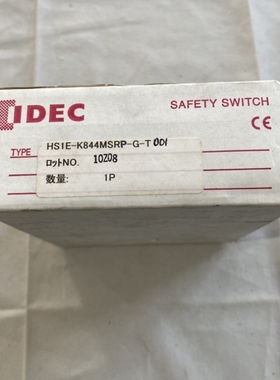 IDEC
SAFETY SWITCH
TYPE HS1E-K844MSRP-G-T001
CE
ロットNO. 10Z08
数量: 1P